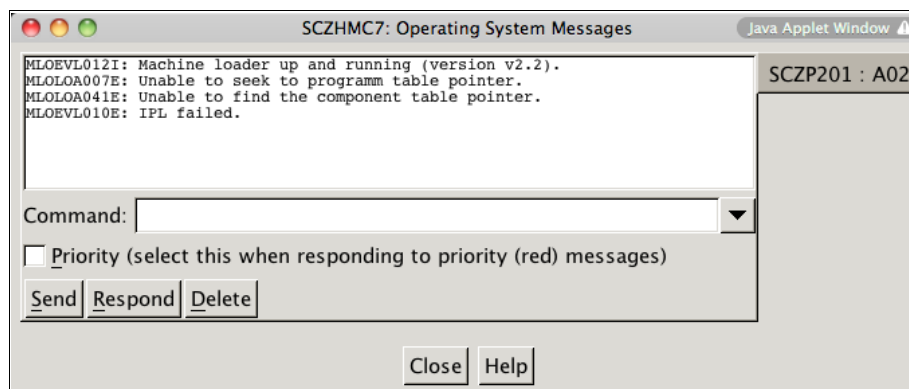 SCZHMC7: Operating System Messages
Java Applet Window
MLOEVL012I: Machine loader up and running (version v2.2).
MLOLOA007E: Unable to seek to programm table pointer.
MLOLOA041E: Unable to find the component table pointer.
MLOEVL010E: IPL failed.
SCZP201 : A02
Command:
Priority (select this when responding to priority (red) messages)
Send Respond Delete
Close Help